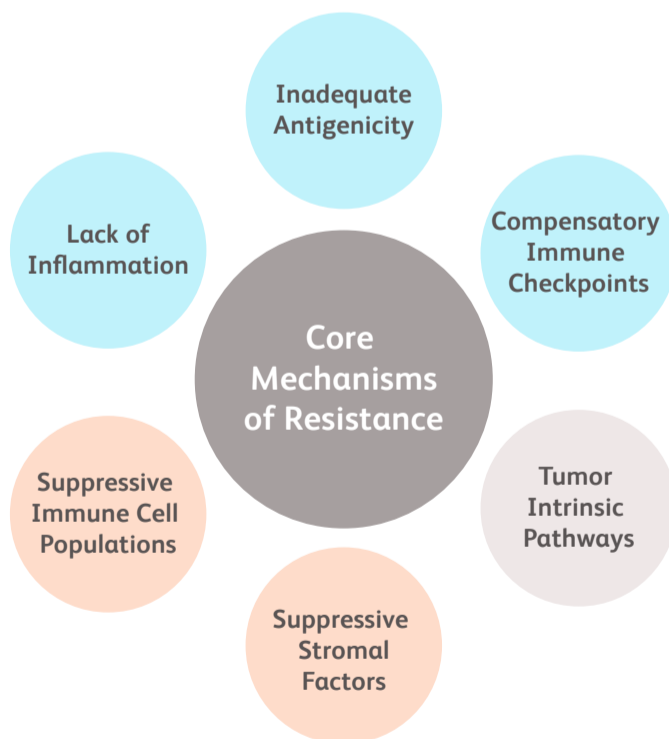 Inadequate
Antigenicity
Lack of
Inflammation
Compensatory
Immune
Checkpoints
Core
Mechanisms
of Resistance
Suppressive
Immune Cell
Populations
Tumor
Intrinsic
Pathways
Suppressive
Stromal
Factors